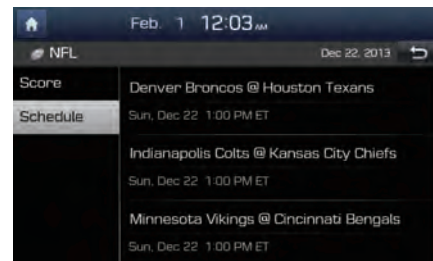 Feb. 1 12:03 AM
NFL Dec 22, 2013
Score
Schedule
Denver Broncos @ Houston Texans
Sun, Dec 22 1:00 PM ET
Indianapolis Colts @ Kansas City Chiefs
Sun, Dec 22 1:00 PM ET
Minnesota Vikings @ Cincinnati Bengals
Sun, Dec 22 1:00 PM ET